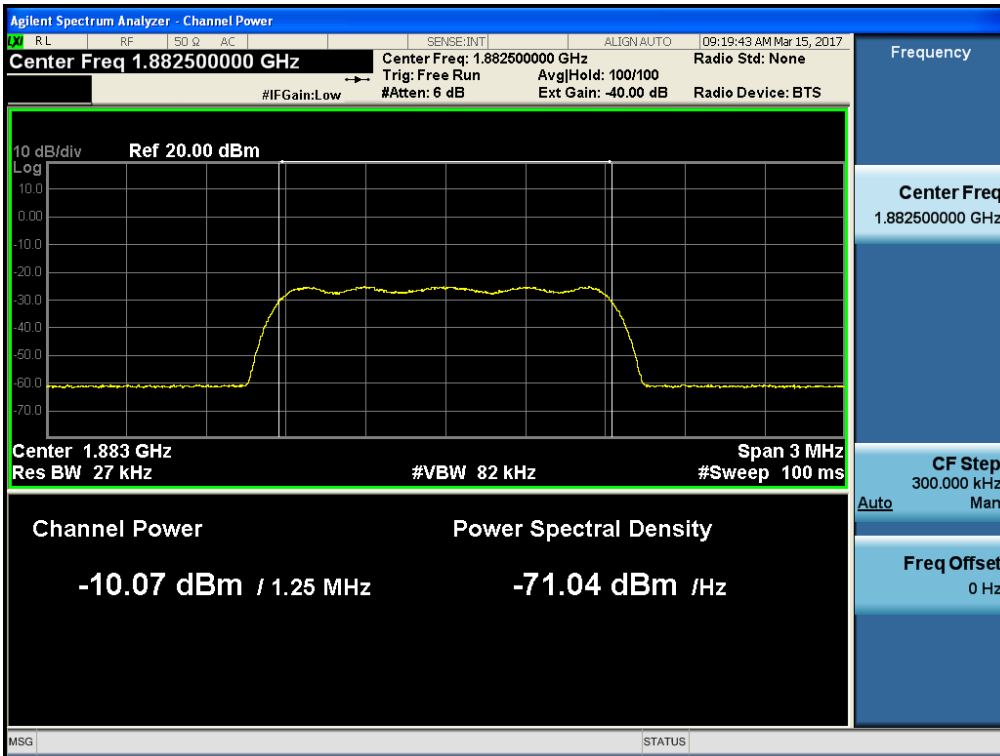 Agilent Spectrum Analyzer - Channel Power
LXI RL RF 50 Ω AC SENSE:INT ALIGN AUTO 09:19:43 AM Mar 15, 2017
Center Freq 1.882500000 GHz
Center Freq: 1.882500000 GHz Radio Std: None
Trig: Free Run Avg|Hold: 100/100
#IFGain:Low #Atten: 6 dB Ext Gain: -40.00 dB Radio Device: BTS
10 dB/div Ref 20.00 dBm
Log
10.0
0.00
-10.0
-20.0
-30.0
-40.0
-50.0
-60.0
-70.0
Center 1.883 GHz Span 3 MHz
Res BW 27 kHz #VBW 82 kHz #Sweep 100 ms
Channel Power Power Spectral Density
-10.07 dBm / 1.25 MHz -71.04 dBm /Hz
MSG STATUS
Frequency
Center Freq
1.882500000 GHz
CF Step
300.000 kHz
Auto Man
Freq Offset
0 Hz